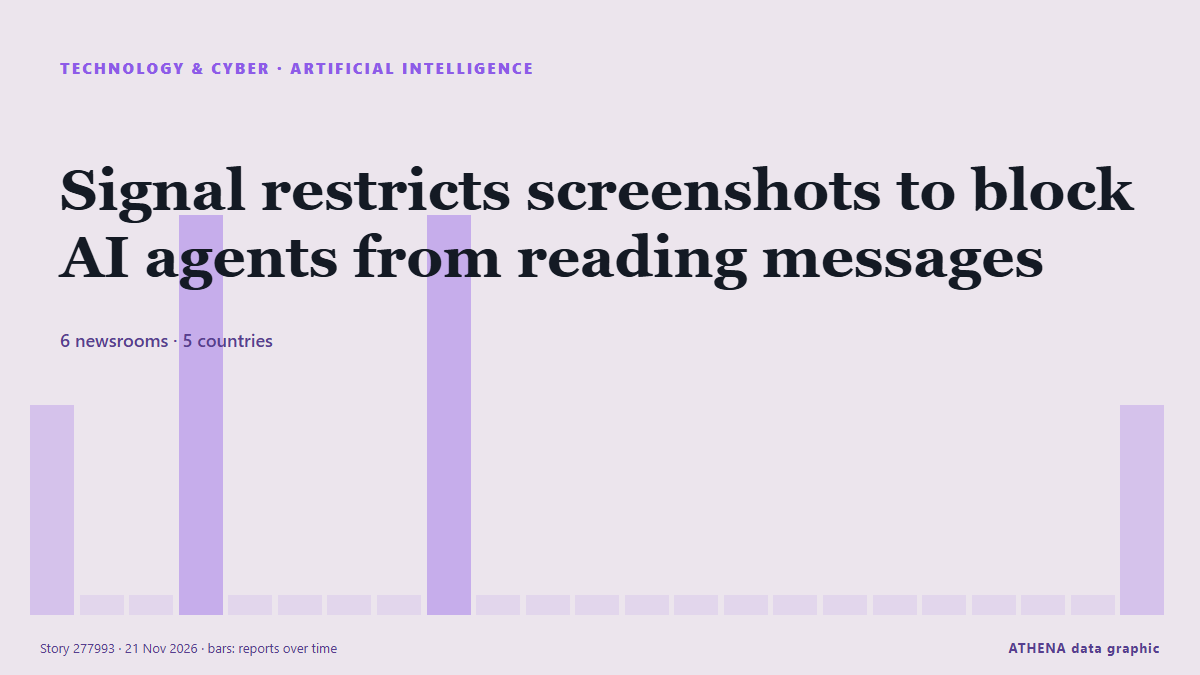 TECHNOLOGY & CYBER · ARTIFICIAL INTELLIGENCE
Signal restricts screenshots to block
AI agents from reading messages
6 newsrooms · 5 countries
Story 277993 · 21 Nov 2026 · bars: reports over time
ATHENA data graphic